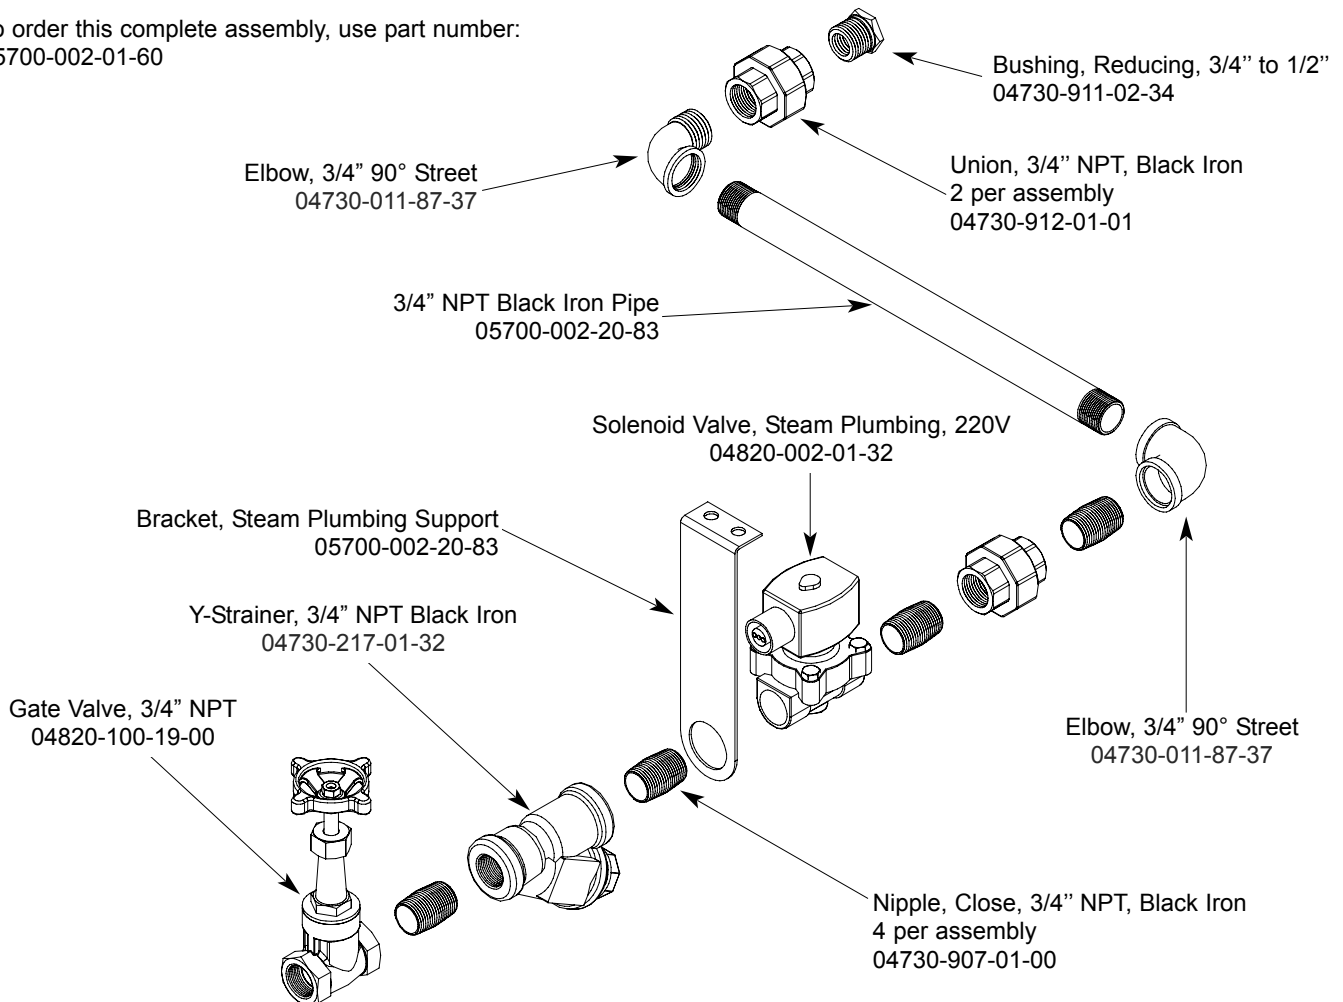 o order this complete assembly, use part number:
5700-002-01-60
Bushing, Reducing, 3/4’’ to 1/2’’
04730-911-02-34
Elbow, 3/4” 90° Street
04730-011-87-37
Union, 3/4’’ NPT, Black Iron
2 per assembly
04730-912-01-01
3/4” NPT Black Iron Pipe
05700-002-20-83
Solenoid Valve, Steam Plumbing, 220V
04820-002-01-32
Bracket, Steam Plumbing Support
05700-002-20-83
Y-Strainer, 3/4” NPT Black Iron
04730-217-01-32
Gate Valve, 3/4” NPT
04820-100-19-00
Elbow, 3/4” 90° Street
04730-011-87-37
Nipple, Close, 3/4’’ NPT, Black Iron
4 per assembly
04730-907-01-00